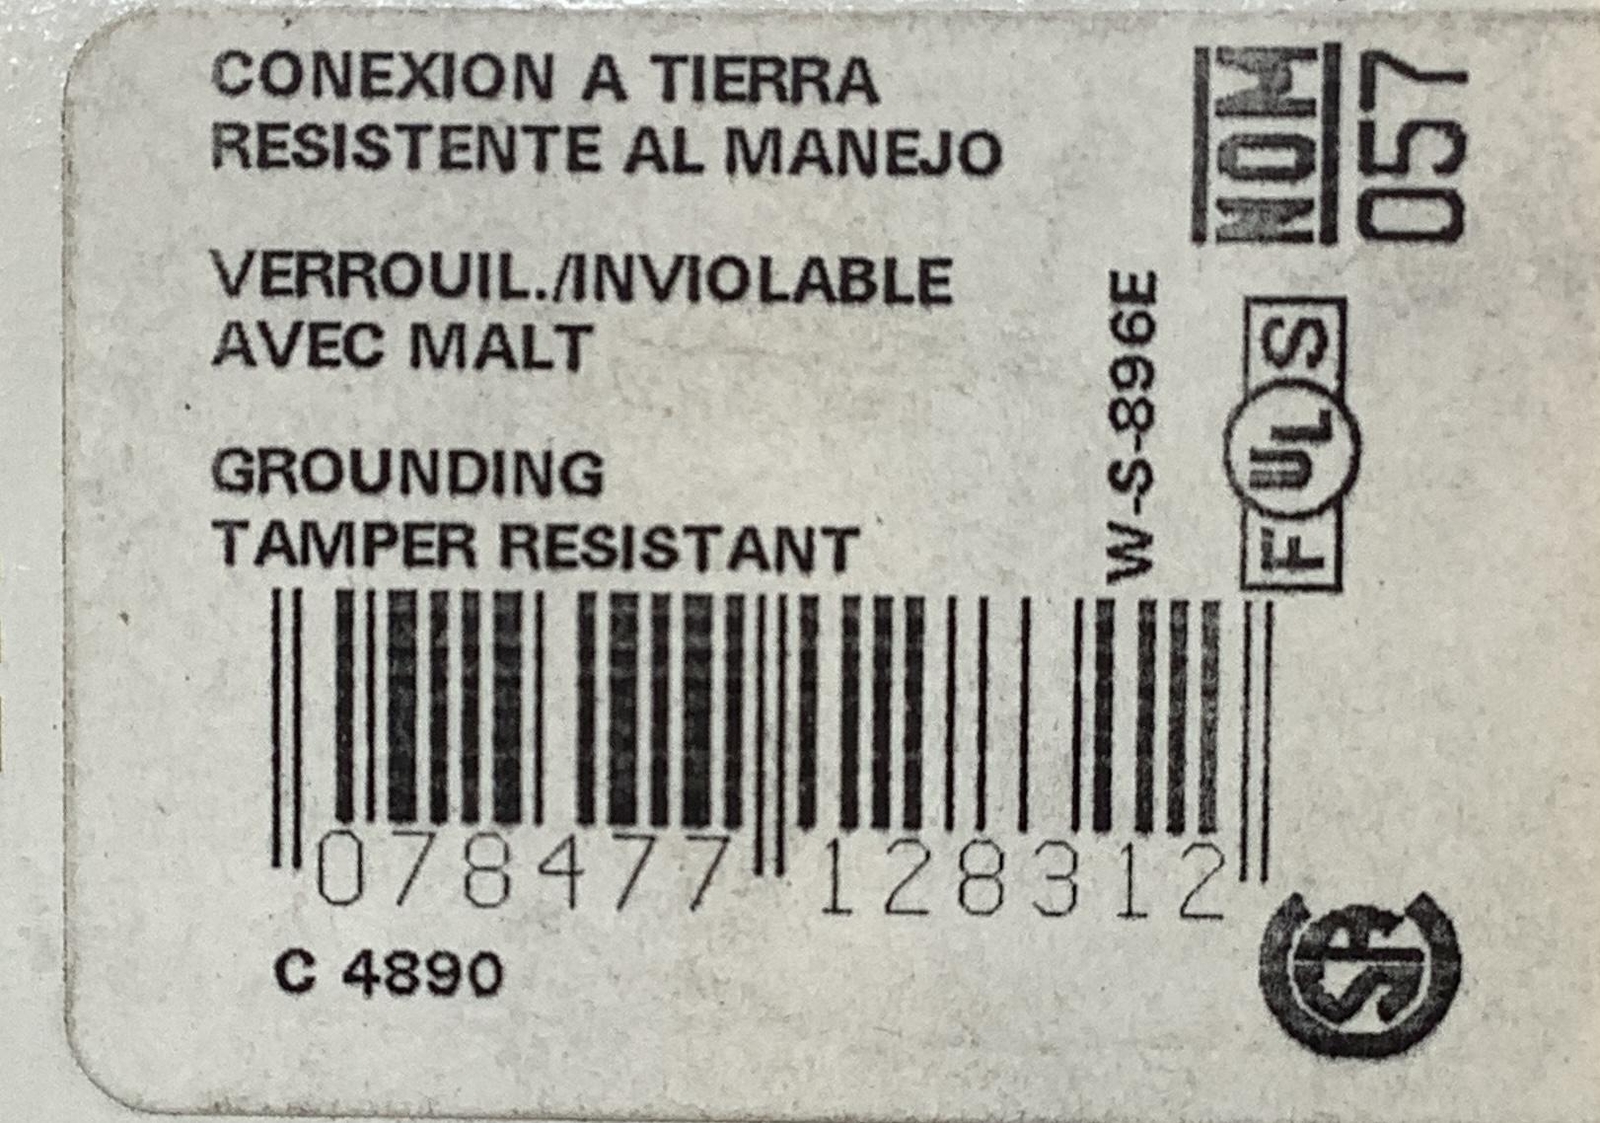 CONEXION A TIERRA
RESISTENTE AL MANEJO
VERROUIL./INVIOLABLE
AVEC MALT
GROUNDING
TAMPER RESISTANT
078477 128312
C 4890
W-S-896E
NOM
057
F UL S
CSA